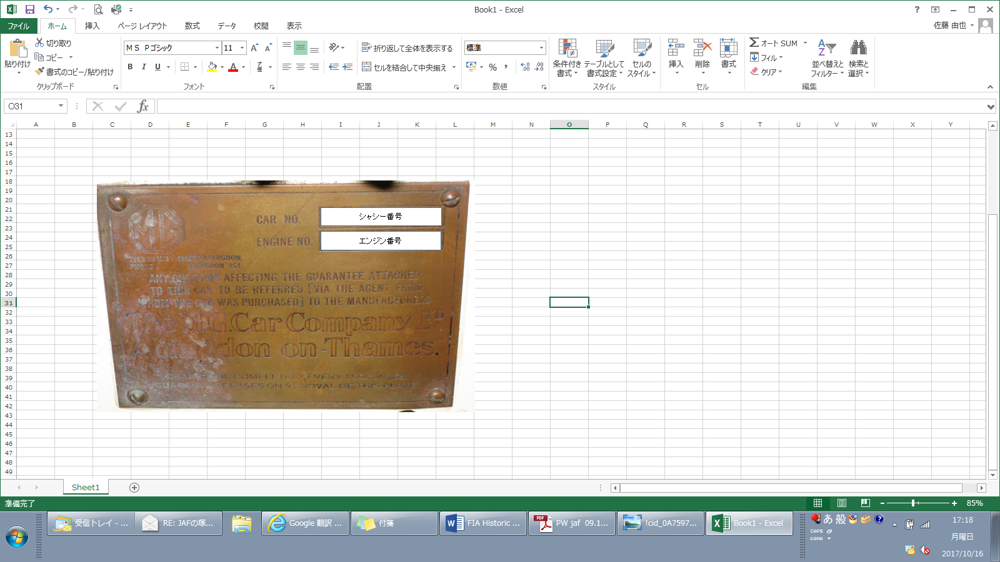 Book1 - Excel
ファイル ホーム 挿入 ページ レイアウト 数式 データ 校閲 表示 佐藤 由也
貼り付け
切り取り
コピー
書式のコピー/貼り付け
クリップボード
ＭＳ Ｐゴシック 11
B I U
フォント
折り返して全体を表示する
セルを結合して中央揃え
配置
標準
数値
条件付き書式
テーブルとして書式設定
セルのスタイル
スタイル
挿入 削除 書式
セル
オート SUM
フィル
クリア
並べ替えとフィルター
検索と選択
編集
O31
fx
A B C D E F G H I J K L M N O P Q R S T U V W X Y
13
14
15
16
17
18
19
20
21
22
23
24
25
26
27
28
29
30
31
32
33
34
35
36
37
38
39
40
41
42
43
44
45
46
47
48
49
MG
CAR NO. シャシー番号
ENGINE NO. エンジン番号
TELEGRAMS: EMGEE ABINGDON.
PHONE: ABINGDON 251.
ANY QUESTION AFFECTING THE GUARANTEE ATTACHED
TO THIS CAR TO BE REFERRED [VIA THE AGENT FROM
WHOM THE CAR WAS PURCHASED] TO THE MANUFACTURERS
The M.G. Car Company LTD
Abingdon on-Thames.
CHANGE OIL COMPLETELY EVERY 1500 MILES
GUARANTEE CEASES ON REMOVAL OF THIS PLATE
Sheet1
準備完了 85%
受信トレイ - ... RE: JAFの塚... Google 翻訳 ... 付箋 FIA Historic ... PW jaf 09.1... !cid_0A7597... Book1 - Excel
あ 般
CAPS
KANA
17:18
月曜日
2017/10/16